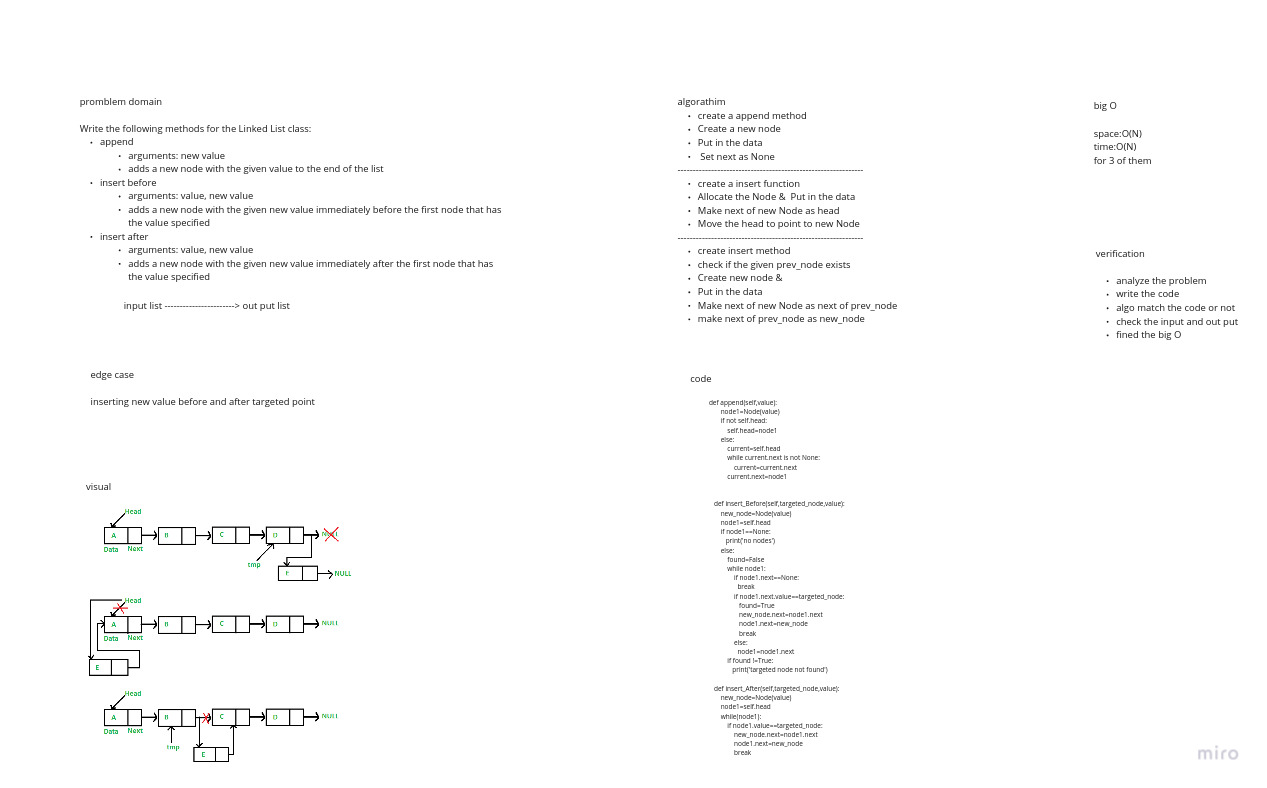 promblem domain
Write the following methods for the Linked List class:
• append
• arguments: new value
• adds a new node with the given value to the end of the list
• insert before
• arguments: value, new value
• adds a new node with the given new value immediately before the first node that has
the value specified
• insert after
• arguments: value, new value
• adds a new node with the given new value immediately after the first node that has
the value specified
input list -----------------------> out put list
edge case
inserting new value before and after targeted point
visual
Head
A B C D NULL
Data Next
tmp
E NULL
Head
A B C D NULL
Data Next
E
Head
A B C D NULL
Data Next
tmp
E
algorathim
• create a append method
• Create a new node
• Put in the data
• Set next as None
-------------------------------------------------------------
• create a insert function
• Allocate the Node & Put in the data
• Make next of new Node as head
• Move the head to point to new Node
-------------------------------------------------------------
• create insert method
• check if the given prev_node exists
• Create new node &
• Put in the data
• Make next of new Node as next of prev_node
• make next of prev_node as new_node
code
def append(self,value):
node1=Node(value)
if not self.head:
self.head=node1
else:
current=self.head
while current.next is not None:
current=current.next
current.next=node1
def insert_Before(self,targeted_node,value):
new_node=Node(value)
node1=self.head
if node1==None:
print('no nodes')
else:
found=False
while node1:
if node1.next==None:
break
if node1.next.value==targeted_node:
found=True
new_node.next=node1.next
node1.next=new_node
break
else:
node1=node1.next
if found !=True:
print('targeted node not found')
def insert_After(self,targeted_node,value):
new_node=Node(value)
node1=self.head
while(node1):
if node1.value==targeted_node:
new_node.next=node1.next
node1.next=new_node
break
big O
space:O(N)
time:O(N)
for 3 of them
verification
• analyze the problem
• write the code
• algo match the code or not
• check the input and out put
• fined the big O
miro